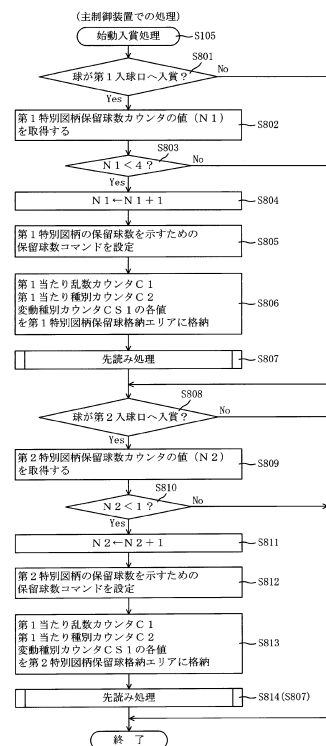 (主制御装置での処理)
始動入賞処理
S105
S801
球が第1入球口へ入賞?
No
Yes
第1特別図柄保留球数カウンタの値(N1)
を取得する
S802
S803
N1<4?
No
Yes
N1←N1+1
S804
第1特別図柄の保留球数を示すための
保留球数コマンドを設定
S805
第1当たり乱数カウンタC1
第1当たり種別カウンタC2
変動種別カウンタCS1の各値
を第1特別図柄保留球格納エリアに格納
S806
先読み処理
S807
S808
球が第2入球口へ入賞?
No
Yes
第2特別図柄保留球数カウンタの値(N2)
を取得する
S809
S810
N2<1?
No
Yes
N2←N2+1
S811
第2特別図柄の保留球数を示すための
保留球数コマンドを設定
S812
第1当たり乱数カウンタC1
第1当たり種別カウンタC2
変動種別カウンタCS1の各値
を第2特別図柄保留球格納エリアに格納
S813
先読み処理
S814(S807)
終了